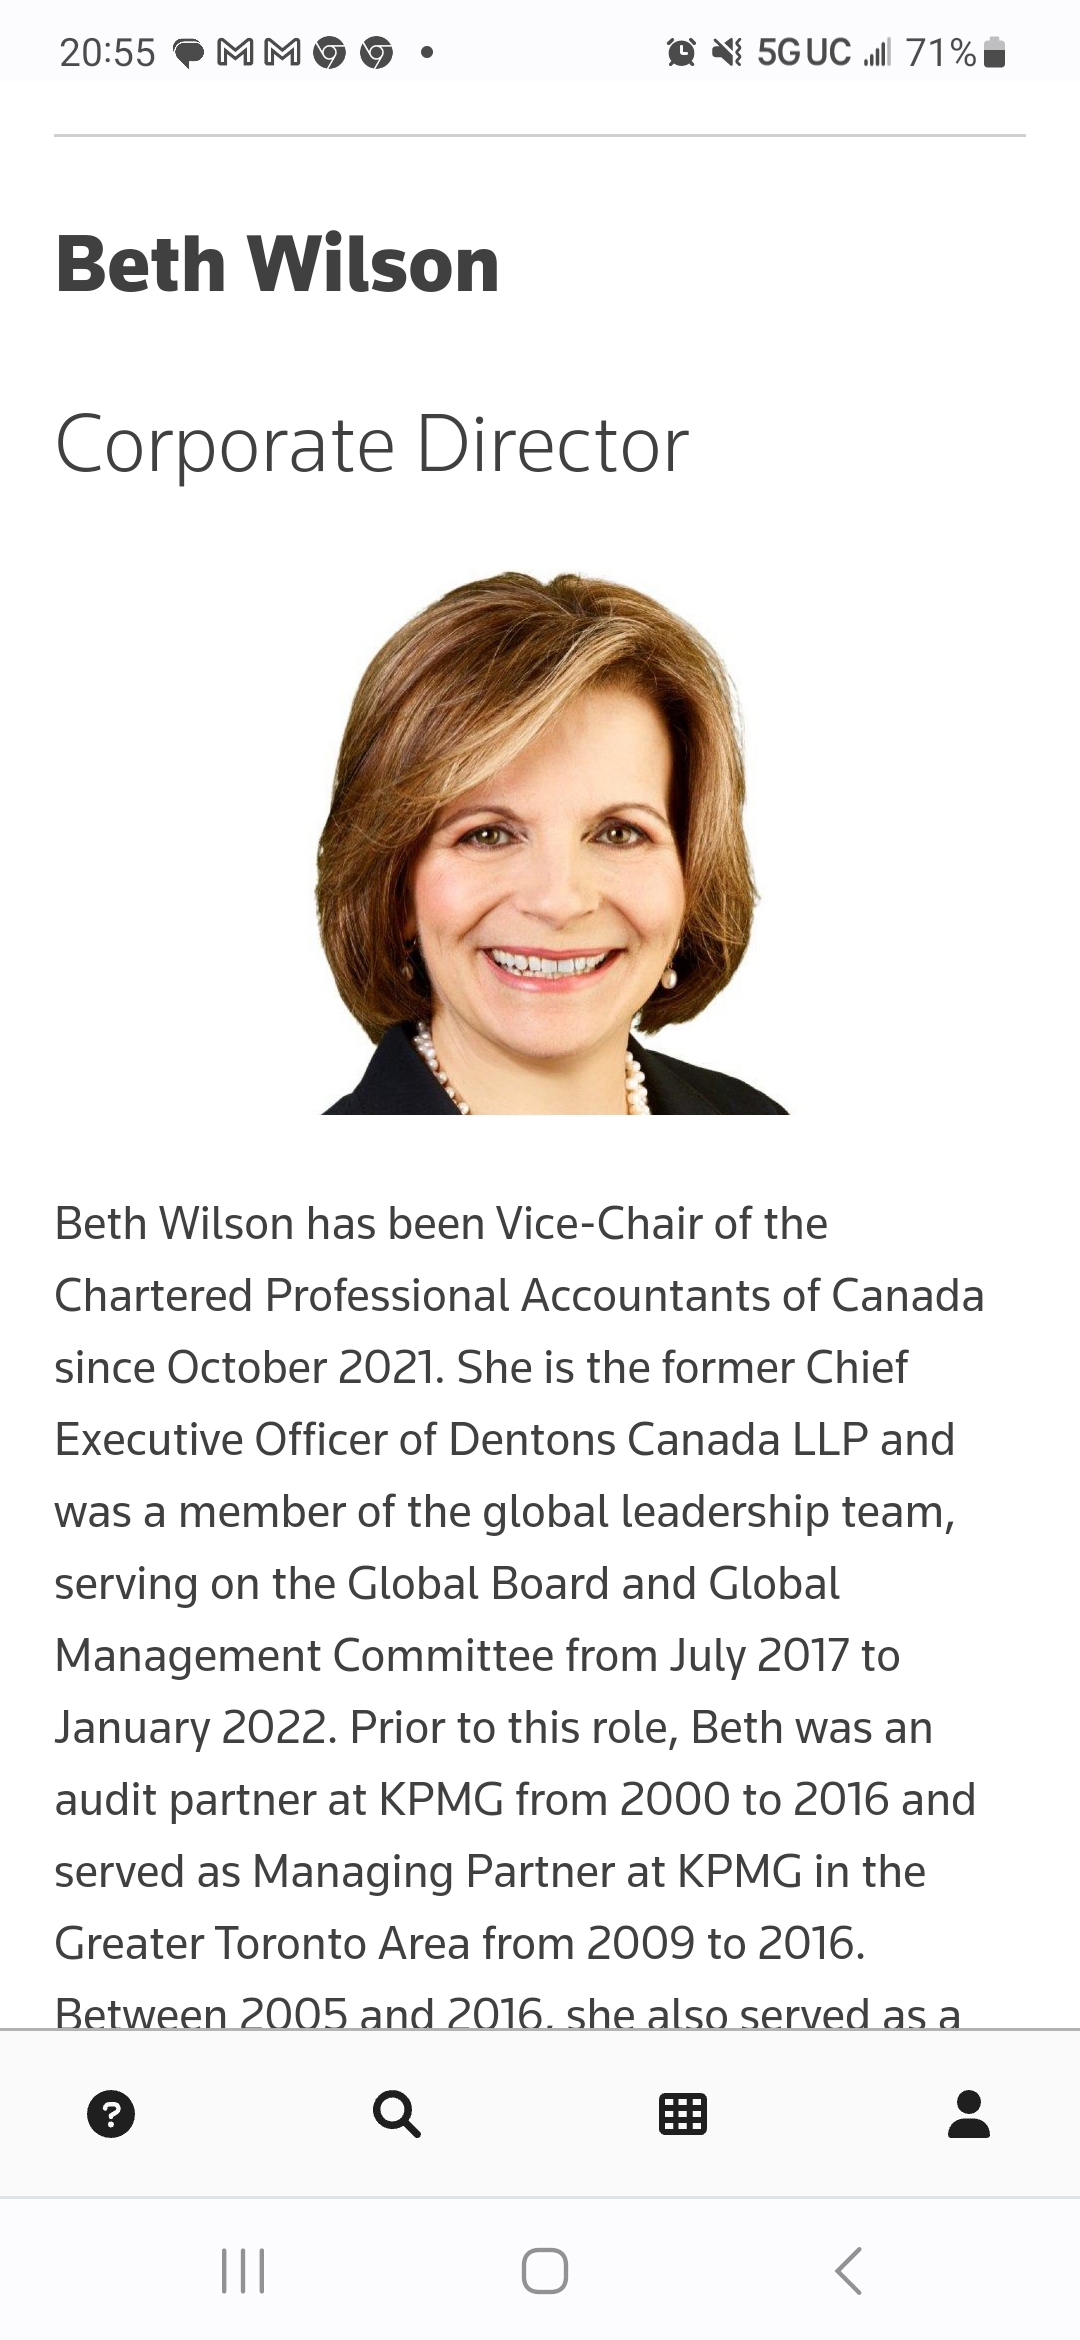 20:55 5G UC 71%
Beth Wilson
Corporate Director
Beth Wilson has been Vice-Chair of the
Chartered Professional Accountants of Canada
since October 2021. She is the former Chief
Executive Officer of Dentons Canada LLP and
was a member of the global leadership team,
serving on the Global Board and Global
Management Committee from July 2017 to
January 2022. Prior to this role, Beth was an
audit partner at KPMG from 2000 to 2016 and
served as Managing Partner at KPMG in the
Greater Toronto Area from 2009 to 2016.
Between 2005 and 2016, she also served as a